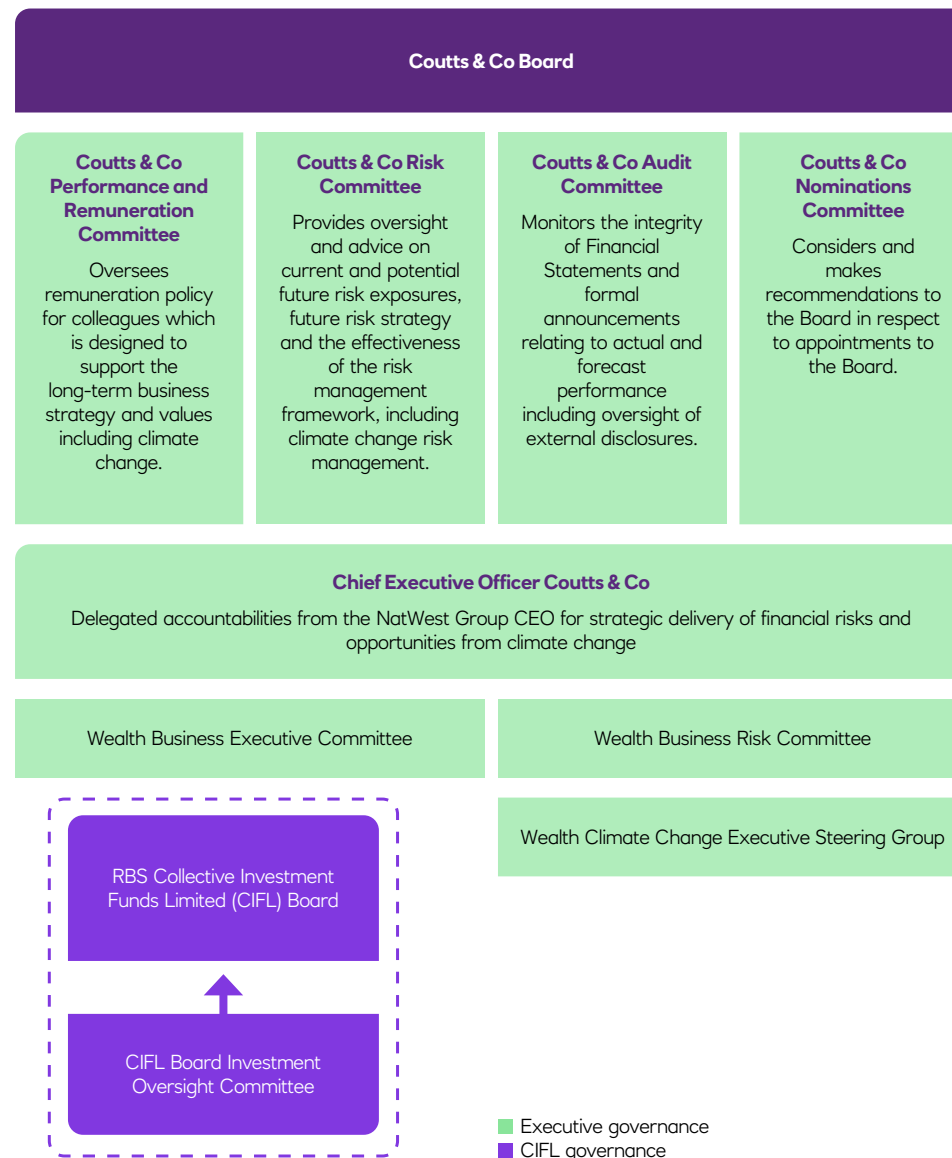 Coutts & Co Board
Coutts & Co
Performance and
Remuneration
Committee
Oversees
remuneration policy
for colleagues which
is designed to
support the
long-term business
strategy and values
including climate
change.
Coutts & Co Risk
Committee
Provides oversight
and advice on
current and potential
future risk exposures,
future risk strategy
and the effectiveness
of the risk
management
framework, including
climate change risk
management.
Coutts & Co Audit
Committee
Monitors the integrity
of Financial
Statements and
formal
announcements
relating to actual and
forecast
performance
including oversight of
external disclosures.
Coutts & Co
Nominations
Committee
Considers and
makes
recommendations to
the Board in respect
to appointments to
the Board.
Chief Executive Officer Coutts & Co
Delegated accountabilities from the NatWest Group CEO for strategic delivery of financial risks and
opportunities from climate change
Wealth Business Executive Committee
Wealth Business Risk Committee
Wealth Climate Change Executive Steering Group
RBS Collective Investment
Funds Limited (CIFL) Board
CIFL Board Investment
Oversight Committee
Executive governance
CIFL governance